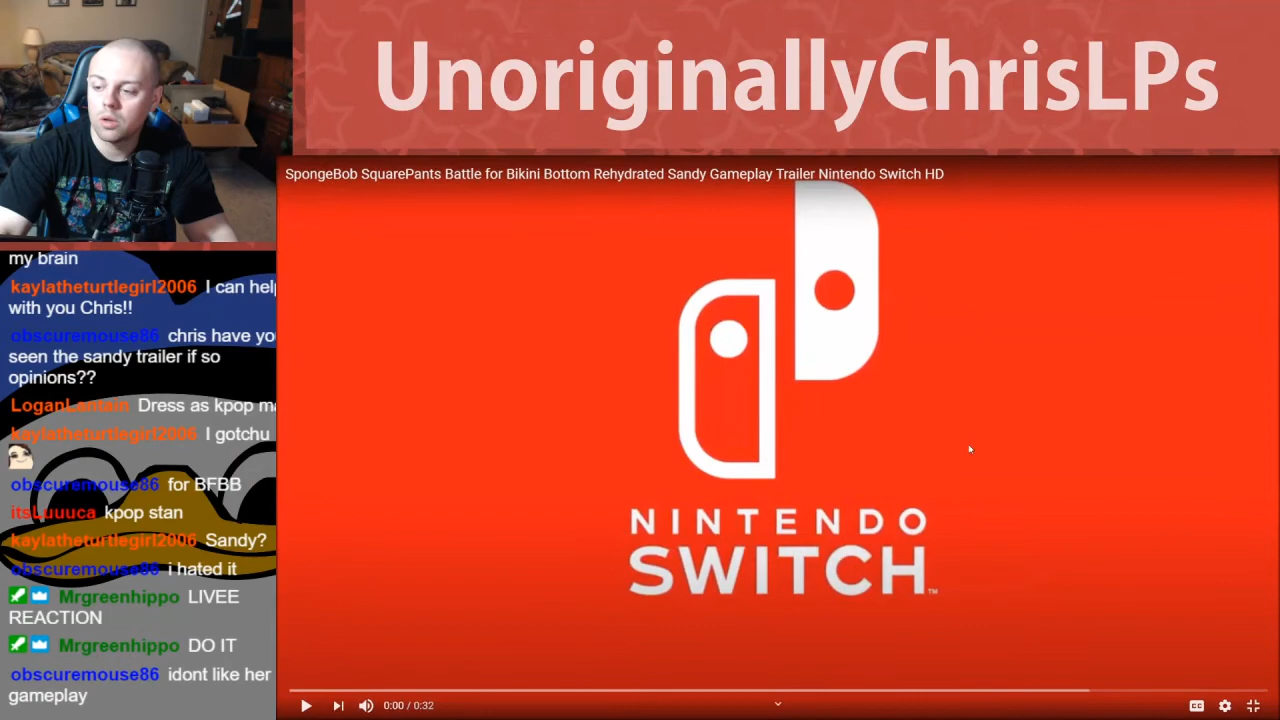 UnoriginallyChrisLPs
SpongeBob SquarePants Battle for Bikini Bottom Rehydrated Sandy Gameplay Trailer Nintendo Switch HD
NINTENDO
SWITCH™
0:00 / 0:32
CC
my brain
kaylatheturtlegirl2006 I can help
with you Chris!!
obscuremouse86 chris have you
seen the sandy trailer if so
opinions??
LoganLantain Dress as kpop
kaylatheturtlegirl2006 I gotchu
obscuremouse86 for BFBB
itsLuuuca kpop stan
kaylatheturtlegirl2006 Sandy?
obscuremouse86 i hated it
Mrgreenhippo LIVEE
REACTION
Mrgreenhippo DO IT
obscuremouse86 idont like her
gameplay